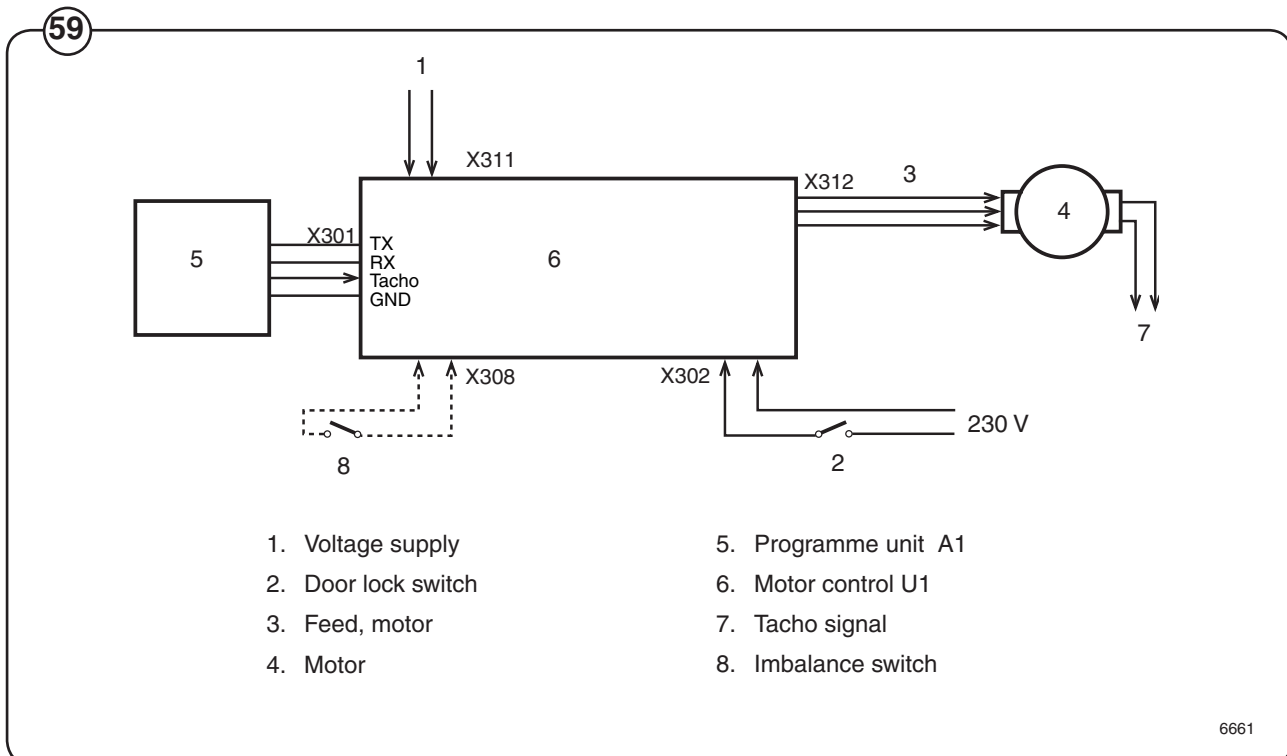 59
1
X311
X312
3
4
X301
TX
RX
Tacho
GND
5
6
7
X308
X302
230 V
8
2
1. Voltage supply
2. Door lock switch
3. Feed, motor
4. Motor
5. Programme unit A1
6. Motor control U1
7. Tacho signal
8. Imbalance switch
6661